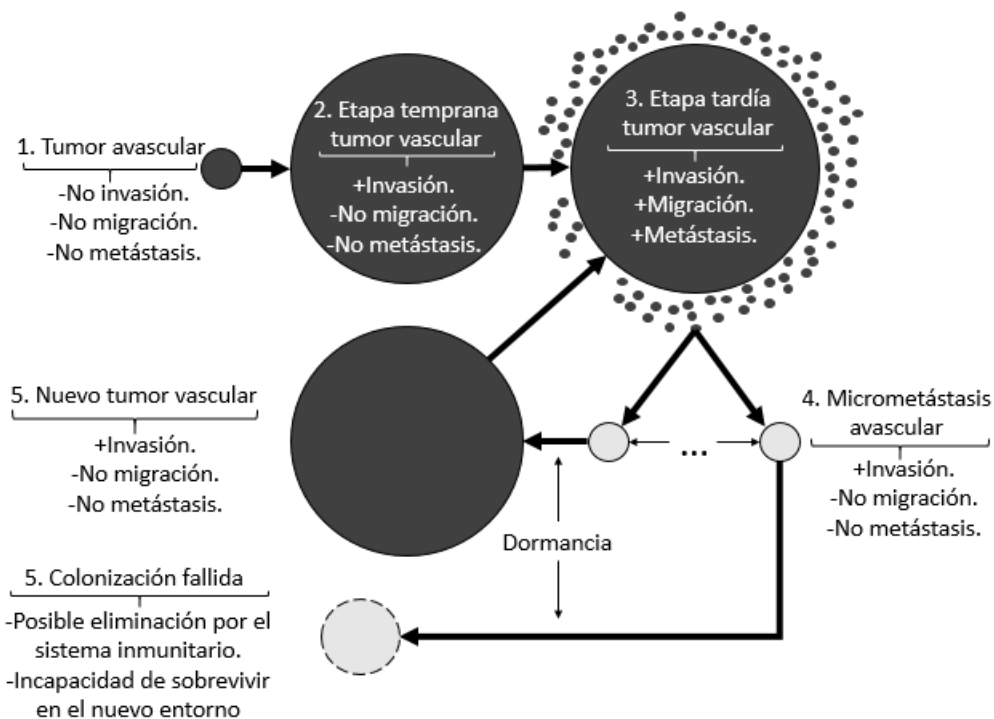 1. Tumor avascular
-No invasión.
-No migración.
-No metástasis.
2. Etapa temprana
tumor vascular
+Invasión.
-No migración.
-No metástasis.
3. Etapa tardía
tumor vascular
+Invasión.
+Migración.
+Metástasis.
4. Micrometástasis
avascular
+Invasión.
-No migración.
-No metástasis.
...
5. Nuevo tumor vascular
+Invasión.
-No migración.
-No metástasis.
Dormancia
5. Colonización fallida
-Posible eliminación por el
sistema inmunitario.
-Incapacidad de sobrevivir
en el nuevo entorno